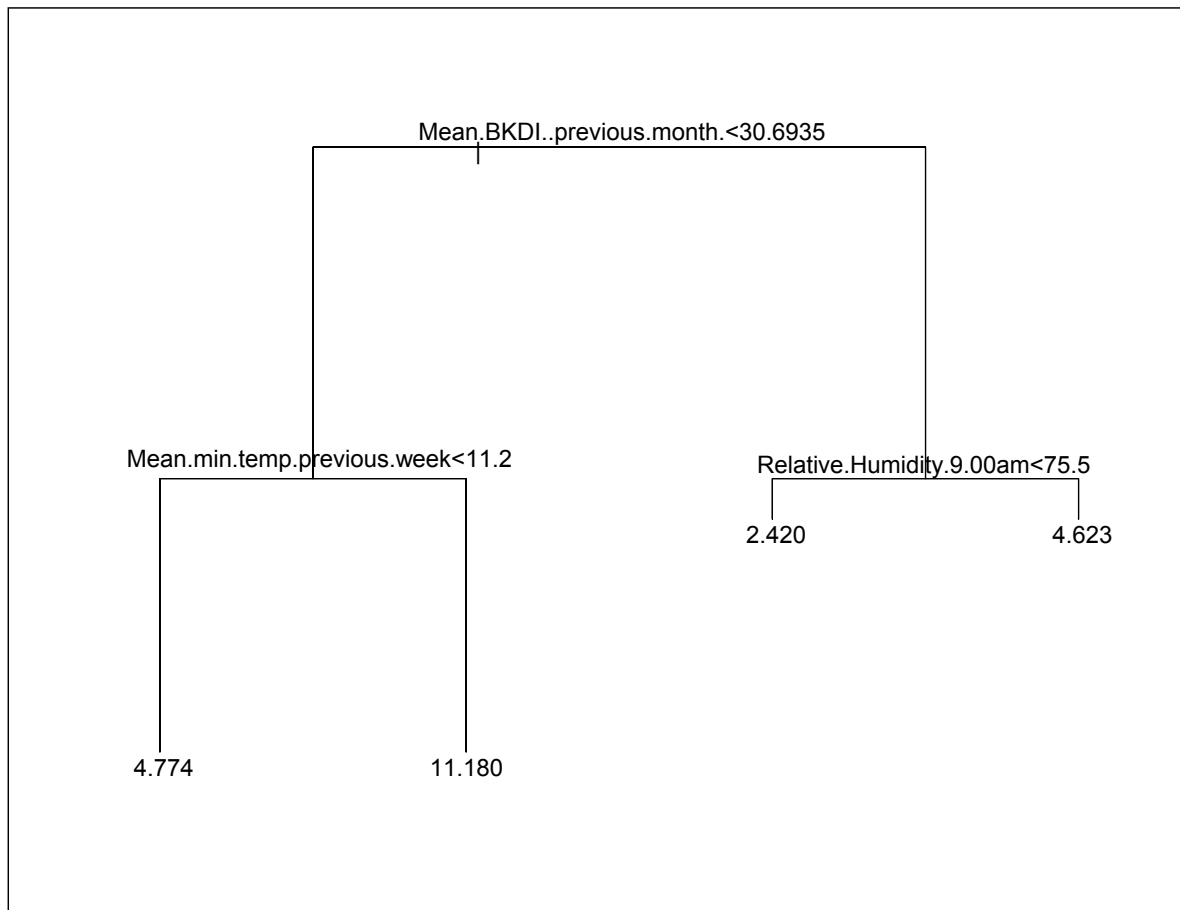 Mean.BKDI..previous.month.<30.6935
Mean.min.temp.previous.week<11.2
Relative.Humidity.9.00am<75.5
2.420
4.623
4.774
11.180